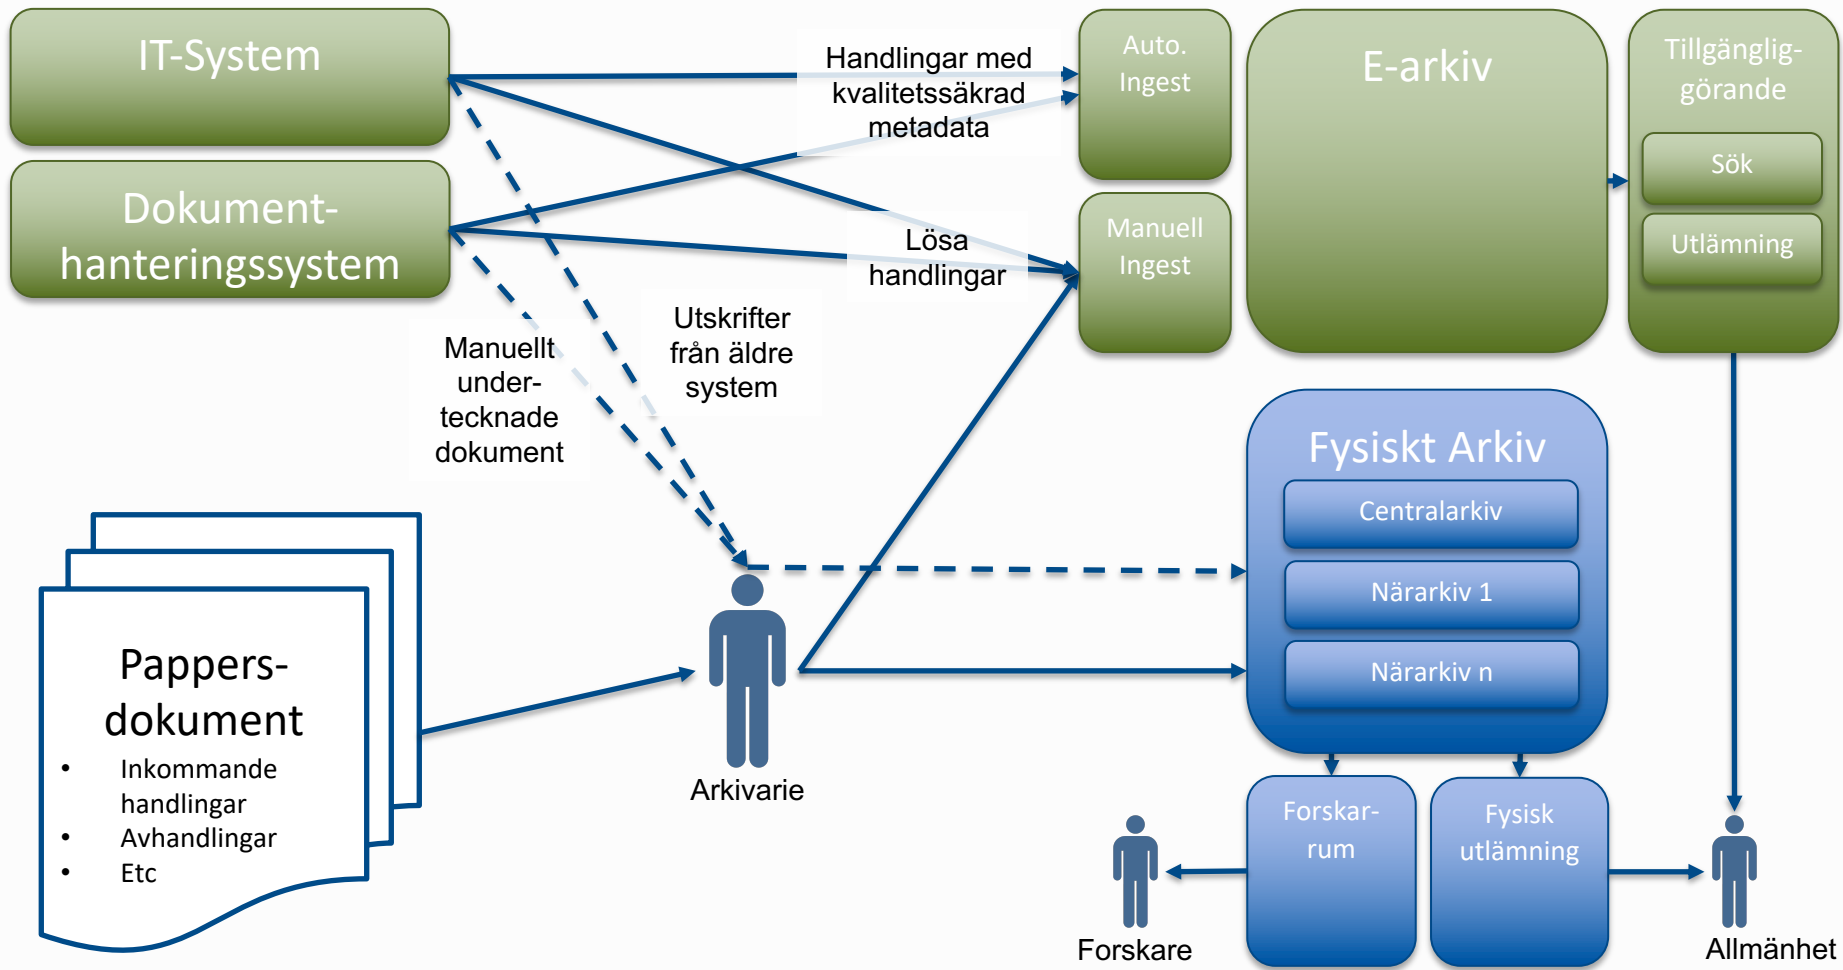 IT-System
Dokument-
hanteringssystem
Handlingar med
kvalitetssäkrad
metadata
Lösa
handlingar
Utskrifter
från äldre
system
Manuellt
under-
tecknade
dokument
Auto.
Ingest
Manuell
Ingest
E-arkiv
Tillgänglig-
görande
Sök
Utlämning
Pappers-
dokument
• Inkommande
handlingar
• Avhandlingar
• Etc
Arkivarie
Fysiskt Arkiv
Centralarkiv
Närarkiv 1
Närarkiv n
Forskar-
rum
Fysisk
utlämning
Forskare
Allmänhet